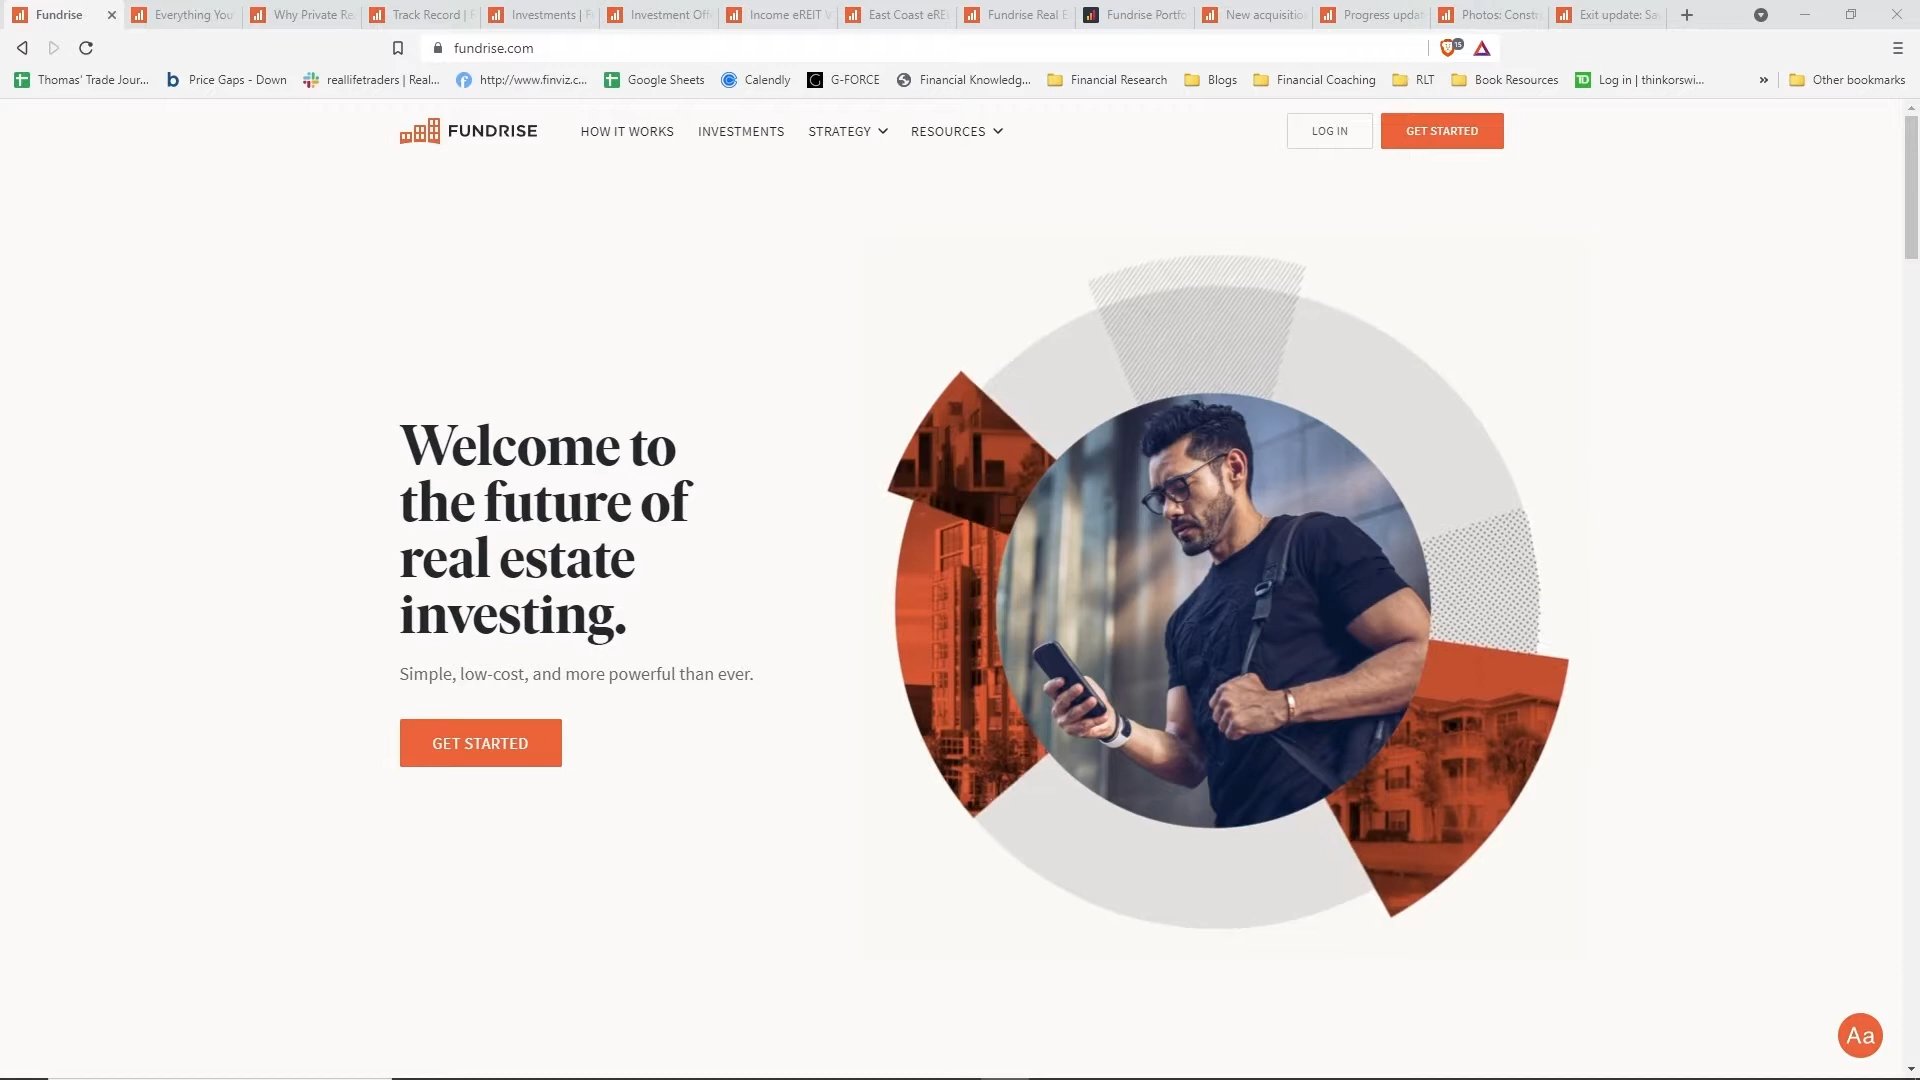 Fundrise
Everything You'
Why Private Re
Track Record | F
Investments | F
Investment Off
Income eREIT V
East Coast eRE
Fundrise Real E
Fundrise Portfo
New acquisitio
Progress updat
Photos: Constr
Exit update: Sa
fundrise.com
15
Thomas' Trade Jour...
Price Gaps - Down
reallifetraders | Real...
http://www.finviz.c...
Google Sheets
Calendly
G-FORCE
Financial Knowledg...
Financial Research
Blogs
Financial Coaching
RLT
Book Resources
Log in | thinkorswi...
Other bookmarks
FUNDRISE
HOW IT WORKS
INVESTMENTS
STRATEGY
RESOURCES
LOG IN
GET STARTED
Welcome to
the future of
real estate
investing.
Simple, low-cost, and more powerful than ever.
GET STARTED
Aa